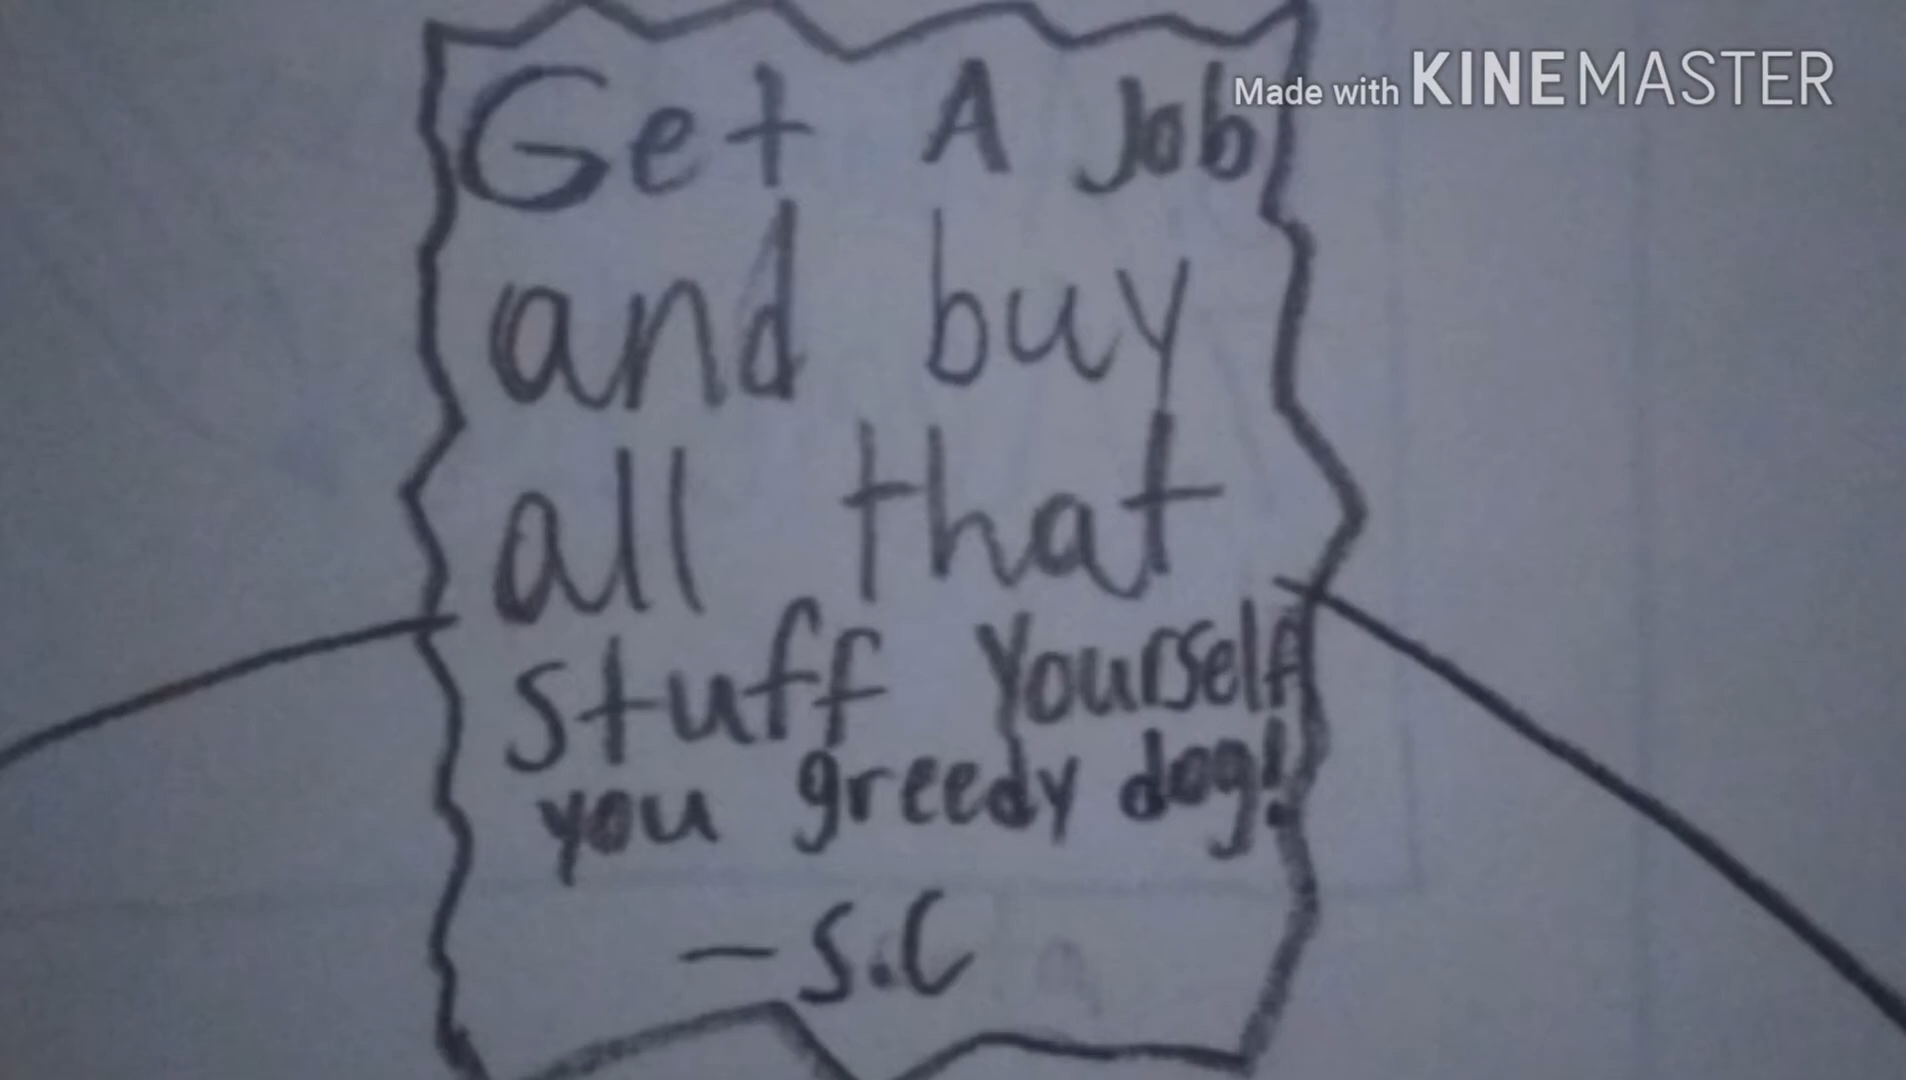 Made with KINEMASTER
Get A Job
and buy
all that
stuff Yourself
you greedy dog!
-S.C